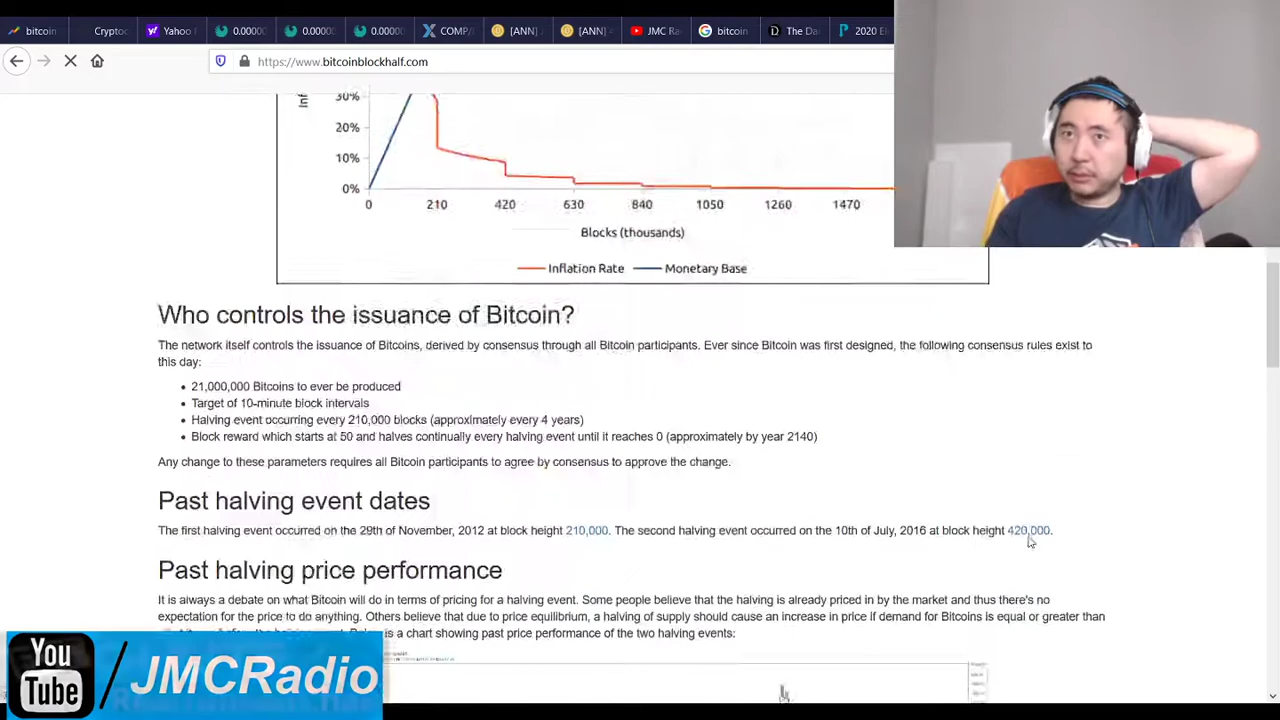 bitcoin
Cryptoc
Yahoo
0.00000
0.00000
0.00000
COMP/
[ANN]
[ANN]
JMC Ra
bitcoin
The Da
2020 El
https://www.bitcoinblockhalf.com
30%
20%
10%
0%
0 210 420 630 840 1050 1260 1470
Blocks (thousands)
Inflation Rate Monetary Base
Who controls the issuance of Bitcoin?
The network itself controls the issuance of Bitcoins, derived by consensus through all Bitcoin participants. Ever since Bitcoin was first designed, the following consensus rules exist to
this day:
• 21,000,000 Bitcoins to ever be produced
• Target of 10-minute block intervals
• Halving event occurring every 210,000 blocks (approximately every 4 years)
• Block reward which starts at 50 and halves continually every halving event until it reaches 0 (approximately by year 2140)
Any change to these parameters requires all Bitcoin participants to agree by consensus to approve the change.
Past halving event dates
The first halving event occurred on the 29th of November, 2012 at block height 210,000. The second halving event occurred on the 10th of July, 2016 at block height 420,000.
Past halving price performance
It is always a debate on what Bitcoin will do in terms of pricing for a halving event. Some people believe that the halving is already priced in by the market and thus there's no
expectation for the price to do anything. Others believe that due to price equilibrium, a halving of supply should cause an increase in price if demand for Bitcoins is equal or greater than
is a chart showing past price performance of the two halving events:
You
Tube
/JMCRadio